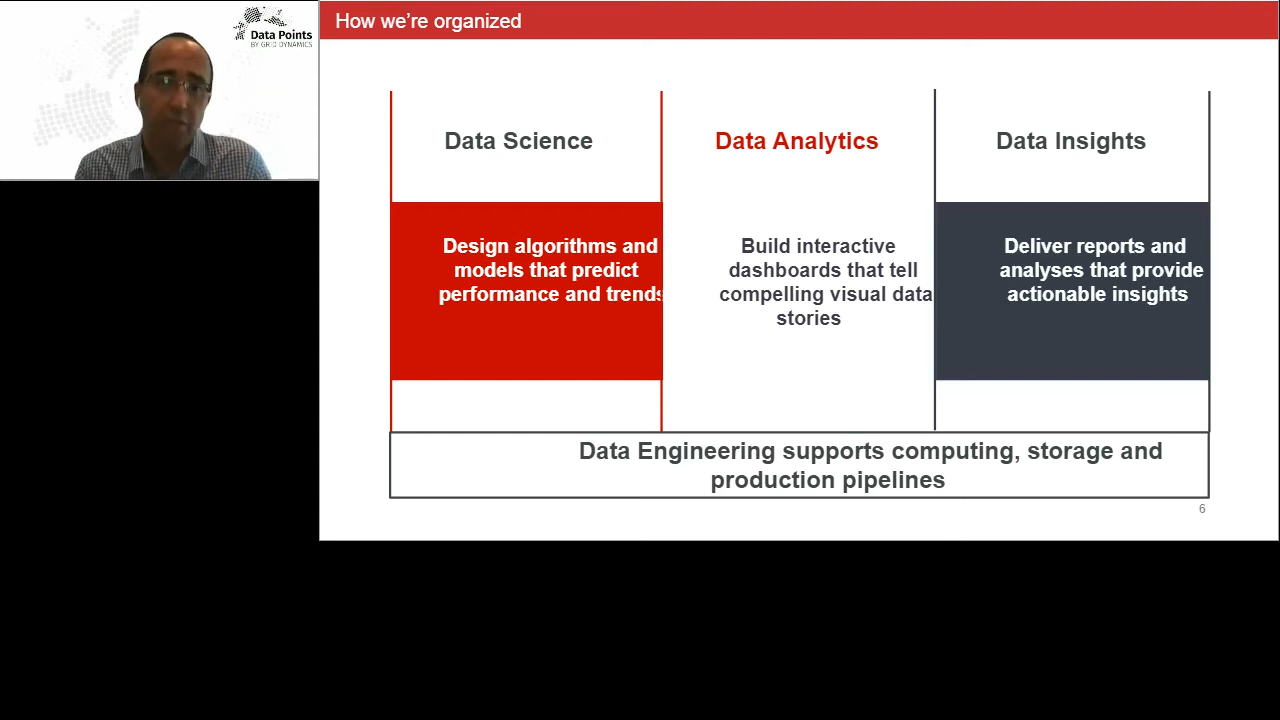 Data Points
BY GRID DYNAMICS
How we're organized
Data Science
Data Analytics
Data Insights
Design algorithms and
models that predict
performance and trends
Build interactive
dashboards that tell
compelling visual data
stories
Deliver reports and
analyses that provide
actionable insights
Data Engineering supports computing, storage and
production pipelines
6